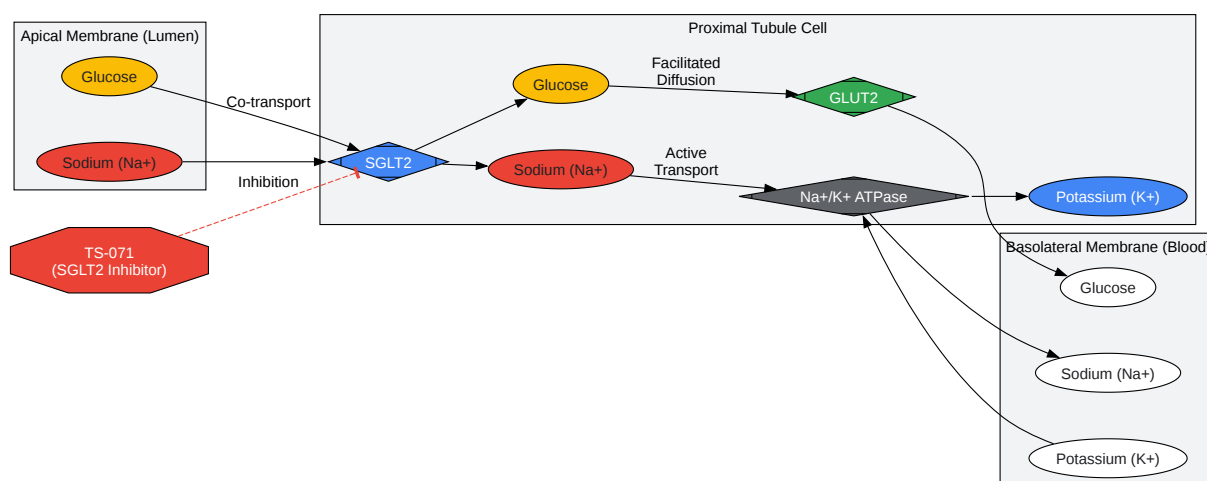 Apical Membrane (Lumen)
Glucose
Sodium (Na+)
Co-transport
Inhibition
TS-071
(SGLT2 Inhibitor)
Proximal Tubule Cell
SGLT2
Glucose
Sodium (Na+)
Facilitated
Diffusion
Active
Transport
GLUT2
Na+/K+ ATPase
Potassium (K+)
Basolateral Membrane (Blood)
Glucose
Sodium (Na+)
Potassium (K+)